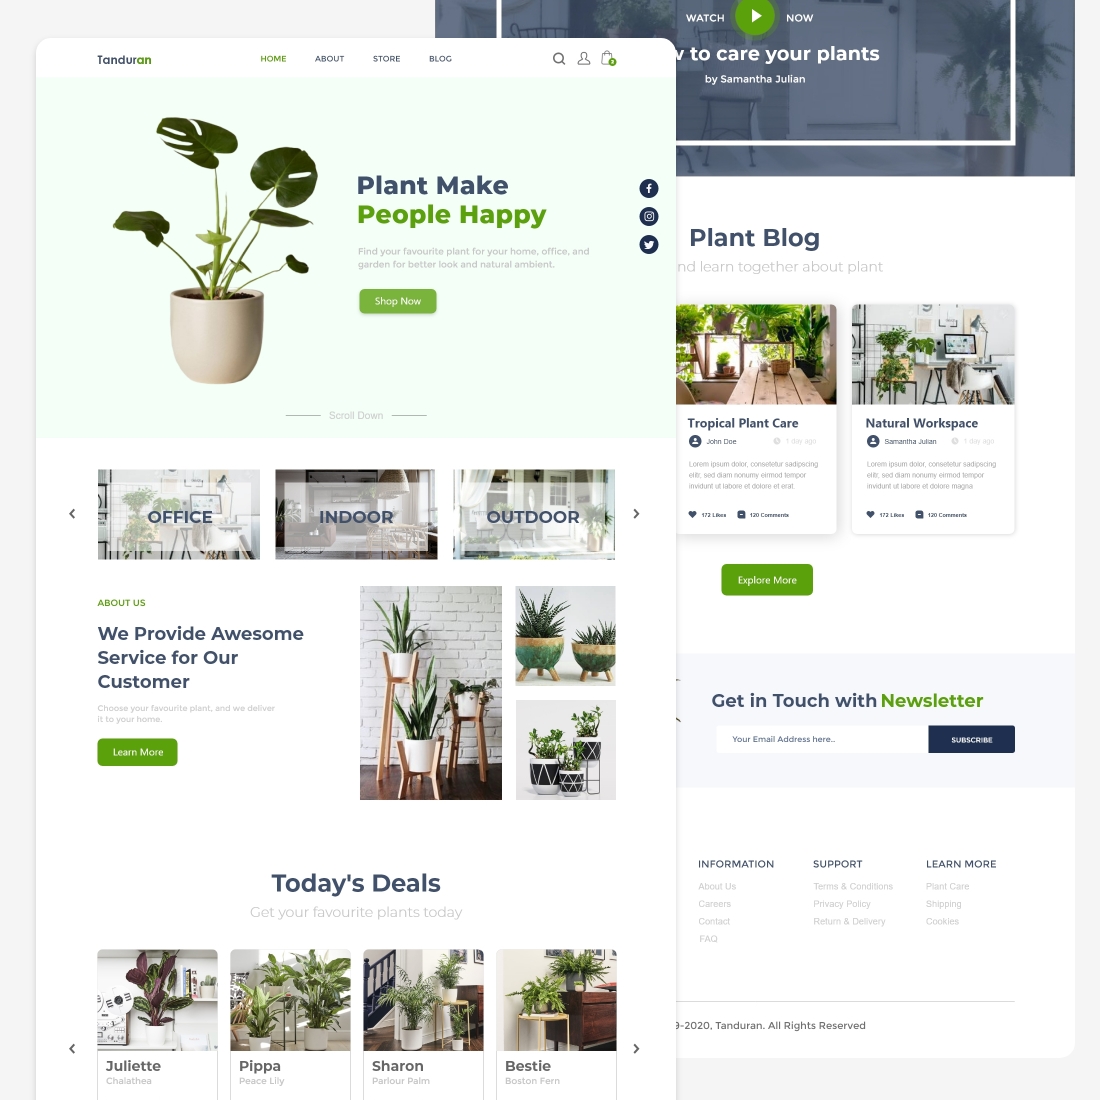 Tanduran
HOME
ABOUT
STORE
BLOG
2
Plant Make
People Happy
Find your favourite plant for your home, office, and
garden for better look and natural ambient.
Shop Now
Scroll Down
OFFICE
INDOOR
OUTDOOR
ABOUT US
We Provide Awesome
Service for Our
Customer
Choose your favourite plant, and we deliver
it to your home.
Learn More
Today's Deals
Get your favourite plants today
Juliette
Chalathea
Pippa
Peace Lily
Sharon
Parlour Palm
Bestie
Boston Fern
WATCH
NOW
to care your plants
by Samantha Julian
Plant Blog
learn together about plant
Tropical Plant Care
John Doe
1 day ago
Lorem ipsum dolor, consetetur sadipscing
elitr, sed diam nonumy eirmod tempor
invidunt ut labore et dolore et erat.
172 Likes
120 Comments
Natural Workspace
Samantha Julian
1 day ago
Lorem ipsum dolor, consetetur sadipscing
elitr, sed diam nonumy eirmod tempor
invidunt ut labore et dolore magna
172 Likes
120 Comments
Explore More
Get in Touch with Newsletter
Your Email Address here..
SUBSCRIBE
INFORMATION
About Us
Careers
Contact
FAQ
SUPPORT
Terms & Conditions
Privacy Policy
Return & Delivery
LEARN MORE
Plant Care
Shipping
Cookies
9-2020, Tanduran. All Rights Reserved